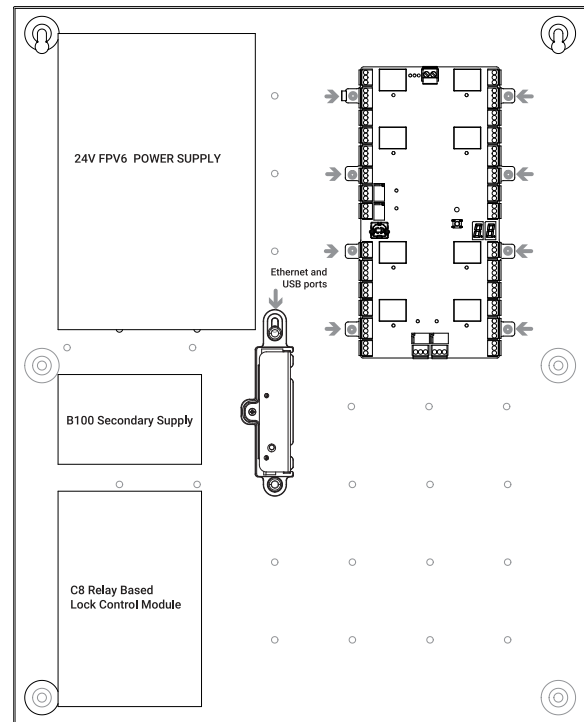 24V FPV6 POWER SUPPLY
Ethernet and
USB ports
B100 Secondary Supply
C8 Relay Based
Lock Control Module